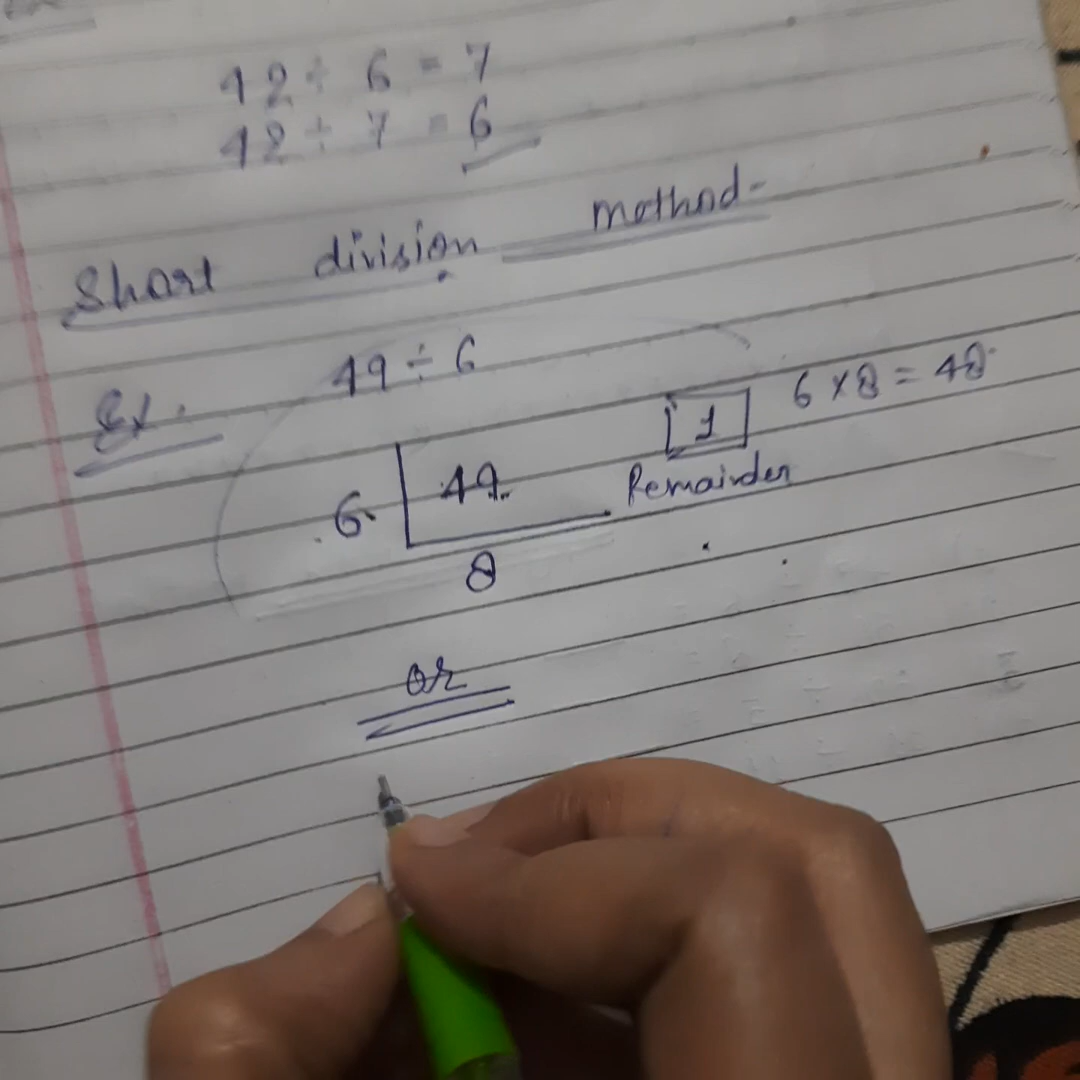 42 ÷ 6 = 7
42 ÷ 7 = 6
Short division method-
Ex. 49 ÷ 6
6 49 1 6 × 8 = 48
Remainder
8
or